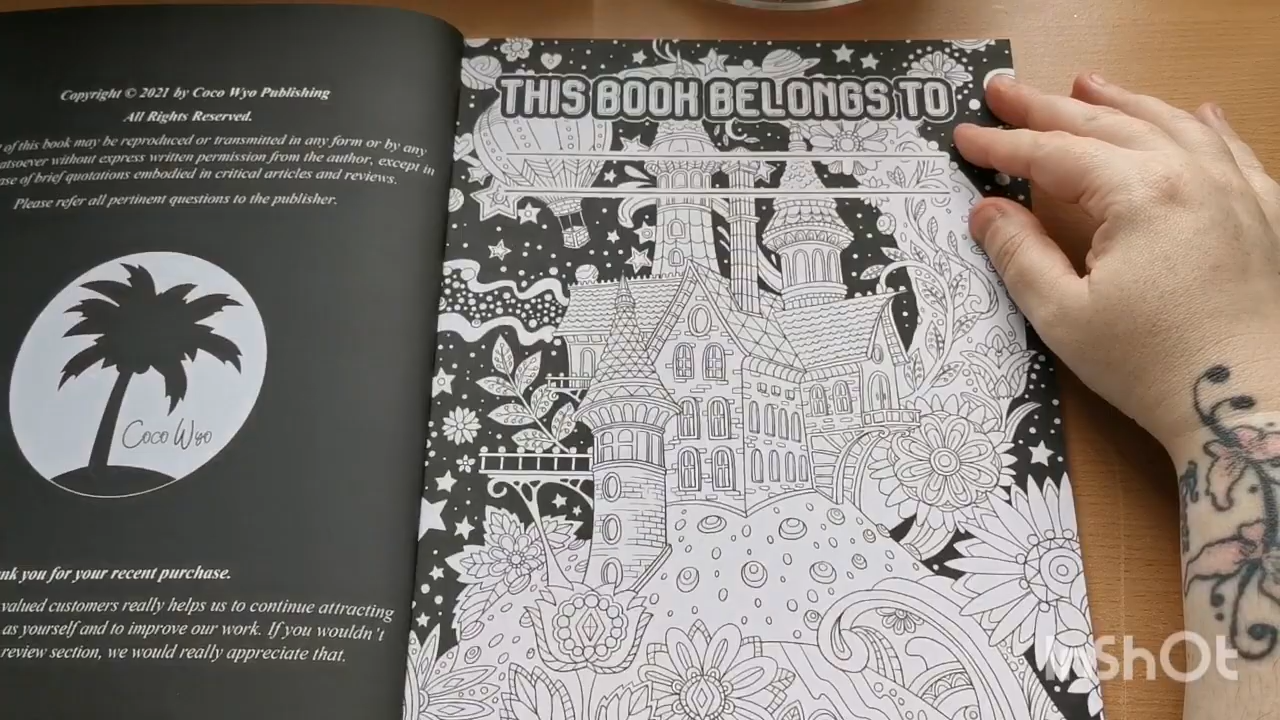 Copyright © 2021 by Coco Wyo Publishing
All Rights Reserved.
of this book may be reproduced or transmitted in any form or by any
express written permission from the author, except in
of brief quotations embodied in critical articles and reviews.
Please refer all pertinent questions to the publisher.
Coco Wyo
you for your recent purchase.
valued customers really helps us to continue attracting
as yourself and to improve our work. If you wouldn't
review section, we would really appreciate that.
THIS BOOK BELONGS TO